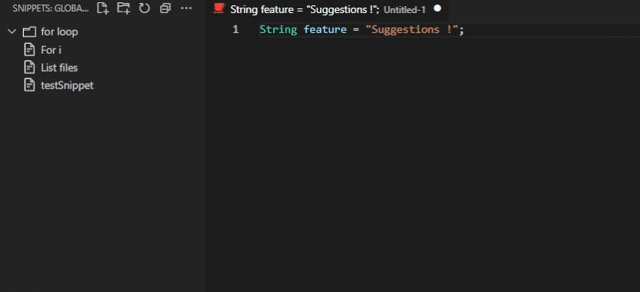 SNIPPETS: GLOBA...
for loop
For i
List files
testSnippet
String feature = "Suggestions !"; Untitled-1
1 String feature = "Suggestions !";